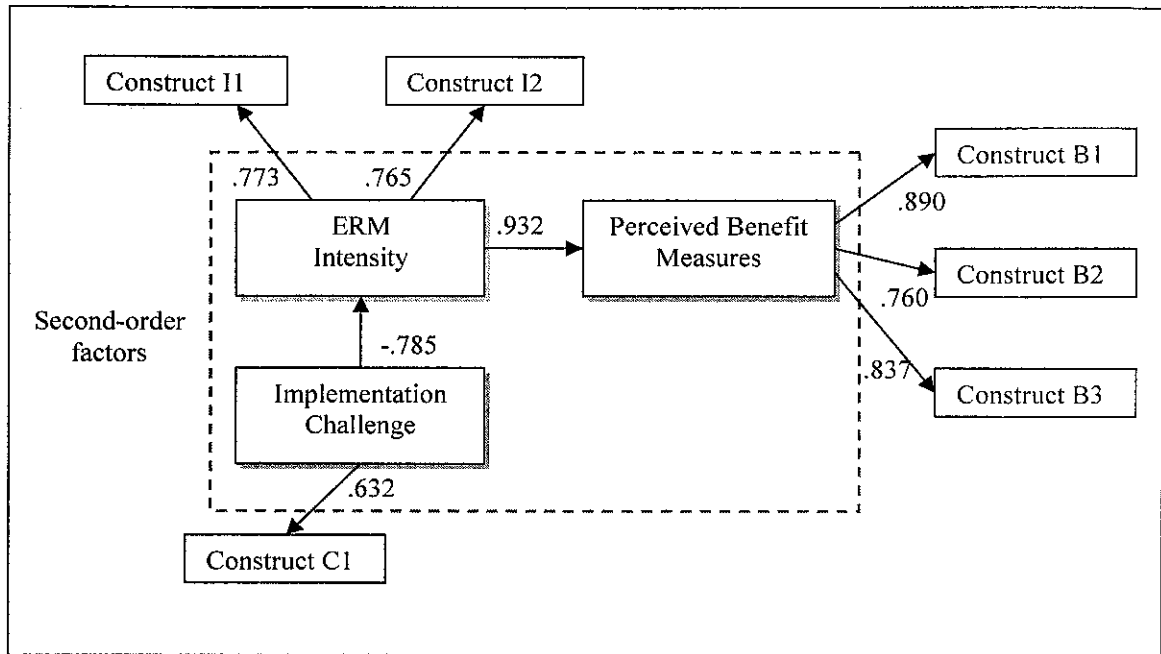 Construct I1
Construct I2
Construct B1
.773
.765
.890
ERM
Intensity
.932
Perceived Benefit
Measures
Construct B2
.760
Second-order
factors
-.785
.837
Implementation
Challenge
Construct B3
.632
Construct C1